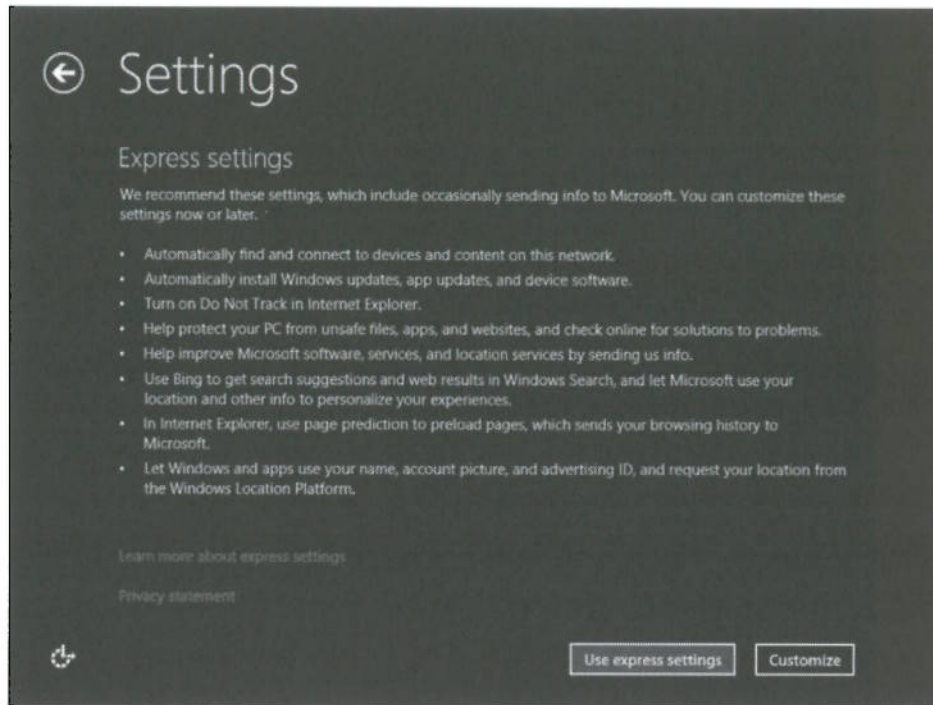 Settings
Express settings
We recommend these settings, which include occasionally sending info to Microsoft. You can customize these
settings now or later.
• Automatically find and connect to devices and content on this network.
• Automatically install Windows updates, app updates, and device software.
• Turn on Do Not Track in Internet Explorer.
• Help protect your PC from unsafe files, apps, and websites, and check online for solutions to problems.
• Help improve Microsoft software, services, and location services by sending us info.
• Use Bing to get search suggestions and web results in Windows Search, and let Microsoft use your
location and other info to personalize your experiences.
• In Internet Explorer, use page prediction to preload pages, which sends your browsing history to
Microsoft.
• Let Windows and apps use your name, account picture, and advertising ID, and request your location from
the Windows Location Platform.
Learn more about express settings
Privacy statement
Use express settings
Customize